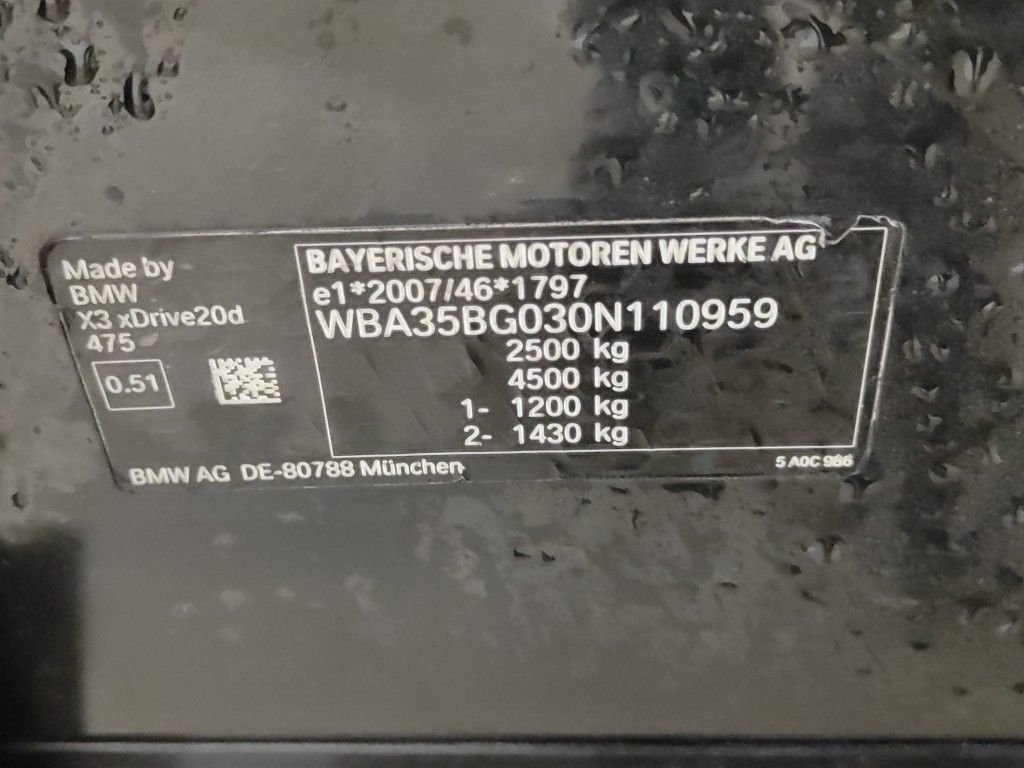 Made by
BMW
X3 xDrive20d
475
0.51
BAYERISCHE MOTOREN WERKE AG
e1*2007/46*1797
WBA35BG030N110959
2500 kg
4500 kg
1- 1200 kg
2- 1430 kg
BMW AG DE-80788 München
5 A0C 986